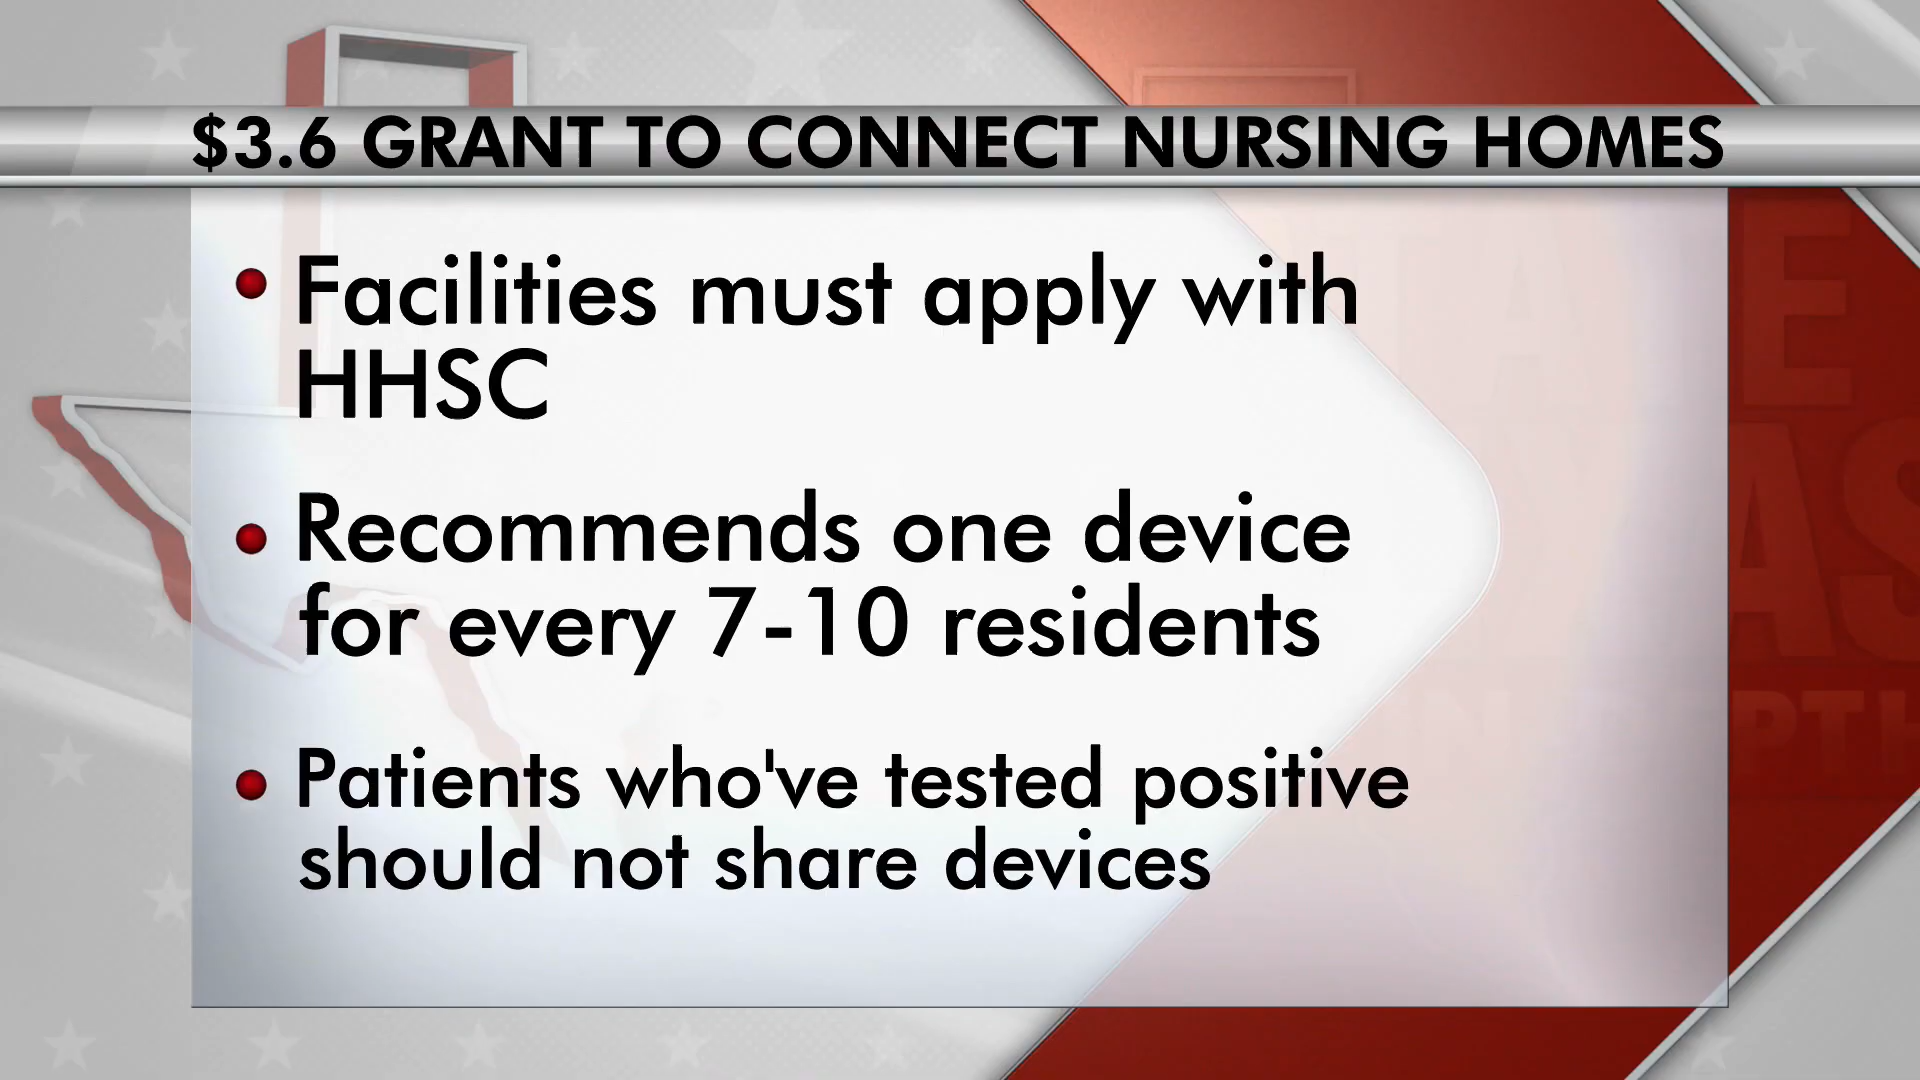 $3.6 GRANT TO CONNECT NURSING HOMES
Facilities must apply with
HHSC
Recommends one device
for every 7-10 residents
Patients who've tested positive
should not share devices